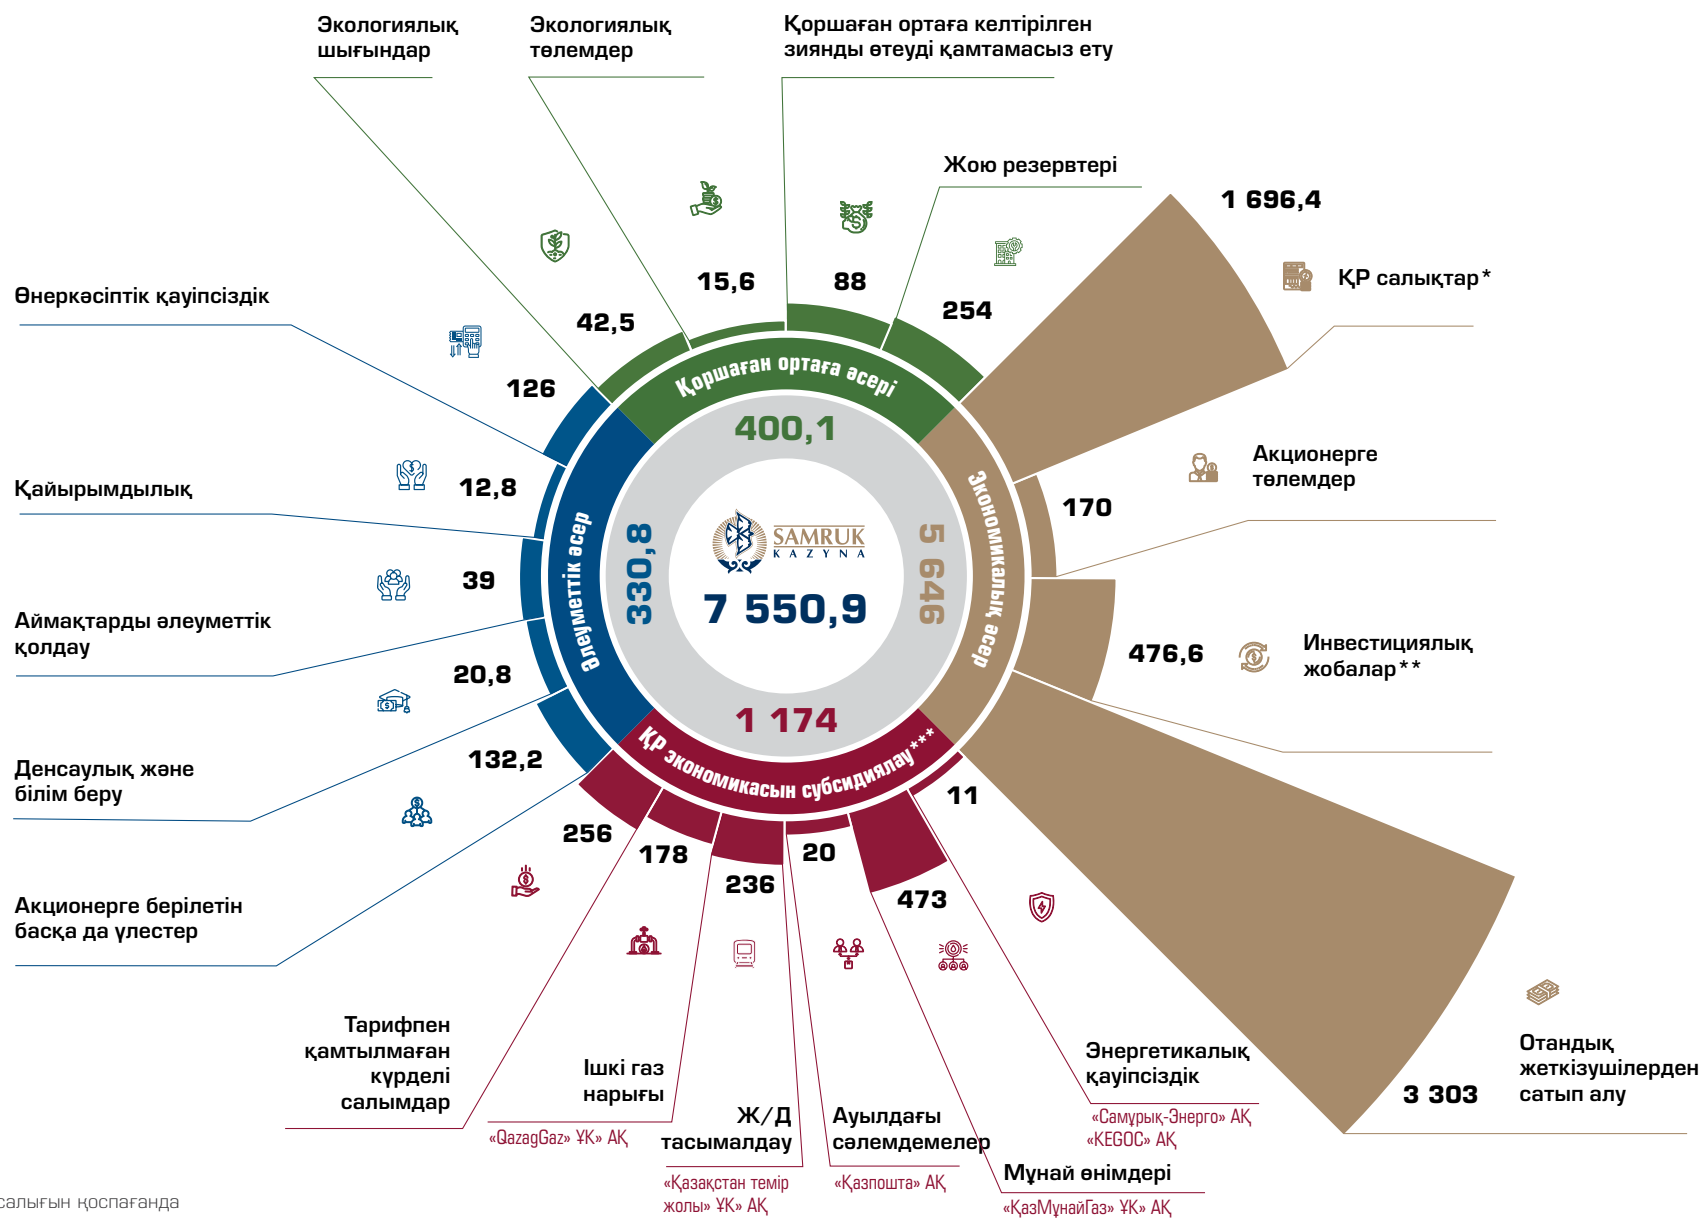 Экологиялық
шығындар
Экологиялық
төлемдер
Қоршаған ортаға келтірілген
зиянды өтеуді қамтамасыз ету
Жою резервтері
1 696,4
ҚР салықтар*
15,6
88
254
42,5
Өнеркәсіптік қауіпсіздік
126
Қоршаған ортаға әсері
400,1
Қайырымдылық
12,8
Акционерге
төлемдер
170
Әлеуметтік әсер
330,8
SAMRUK
KAZYNA
7 550,9
5 646
Экономикалық әсер
39
Аймақтарды әлеуметтік
қолдау
20,8
476,6
Инвестициялық
жобалар**
1 174
ҚР экономикасын субсидиялау***
132,2
Денсаулық және
білім беру
11
256
178
20
236
473
Акционерге берілетін
басқа да үлестер
Тарифпен
қамтылмаған
күрделі
салымдар
Ішкі газ
нарығы
«QazagGaz» ҰК» АҚ
Ж/Д
тасымалдау
«Қазақстан темір
жолы» ҰК» АҚ
Ауылдағы
сәлемдемелер
«Қазпошта» АҚ
Мұнай өнімдері
«ҚазМұнайГаз» ҰК» АҚ
Энергетикалық
қауіпсіздік
«Самұрық-Энерго» АҚ
«KEGOC» АҚ
3 303
Отандық
жеткізушілерден
сатып алу
салығын қоспағанда